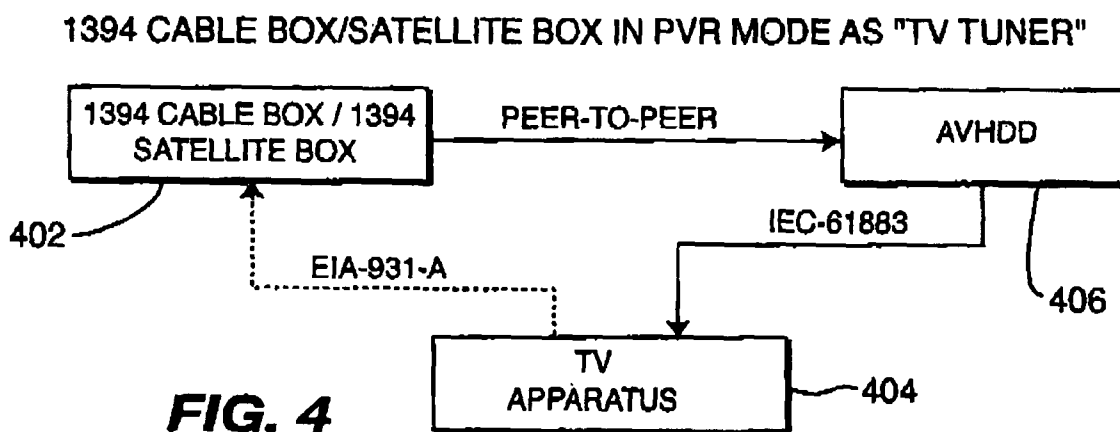 1394 CABLE BOX/SATELLITE BOX IN PVR MODE AS "TV TUNER"
1394 CABLE BOX / 1394
SATELLITE BOX
PEER-TO-PEER
AVHDD
402
IEC-61883
EIA-931-A
406
TV
APPARATUS
404
FIG. 4